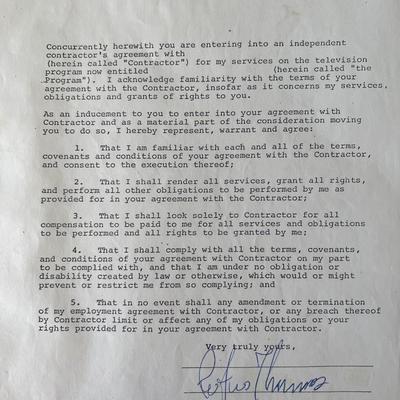 Concurrently herewith you are entering into an independent
contractor's agreement with
(herein called "Contractor") for my services on the television
program now entitled (herein called "the
Program"). I acknowledge familiarity with the terms of your
agreement with the Contractor, insofar as it concerns my services,
obligations and grants of rights to you.
As an inducement to you to enter into your agreement with
Contractor and as a material part of the consideration moving
you to do so, I hereby represent, warrant and agree:
1. That I am familiar with each and all of the terms,
covenants and conditions of your agreement with the Contractor,
and consent to the execution thereof;
2. That I shall render all services, grant all rights,
and perform all other obligations to be performed by me as
provided for in your agreement with the Contractor;
3. That I shall look solely to Contractor for all
compensation to be paid to me for all services and obligations
to be performed and all rights to be granted by me;
4. That I shall comply with all the terms, covenants,
and conditions of your agreement with Contractor on my part
to be complied with, and that I am under no obligation or
disability created by law or otherwise, which would or might
prevent or restrict me from so complying; and
5. That in no event shall any amendment or termination
of my employment agreement with Contractor, or any breach thereof
by Contractor limit or affect any of my obligations or your
rights provided for in your agreement with Contractor.
Very truly yours,